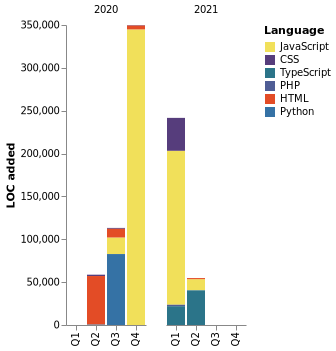 2020
2021
LOC added
350,000
300,000
250,000
200,000
150,000
100,000
50,000
0
Q1
Q2
Q3
Q4
Q1
Q2
Q3
Q4
Language
JavaScript
CSS
TypeScript
PHP
HTML
Python